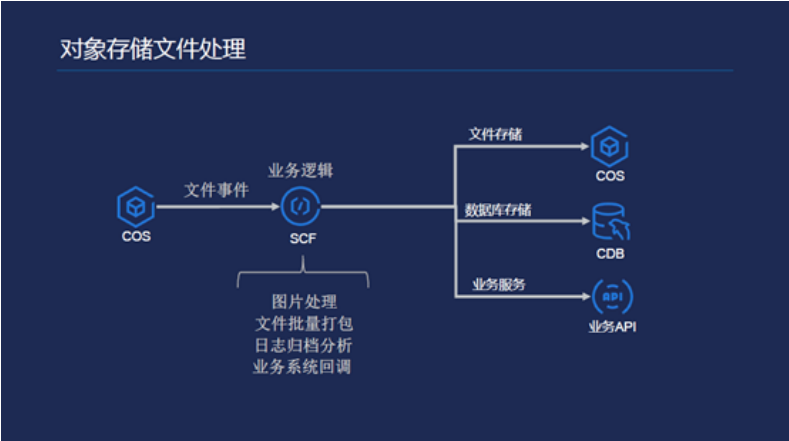 对象存储文件处理
文件存储
COS
业务逻辑
文件事件
COS
SCF
数据库存储
CDB
业务服务
API
业务API
图片处理
文件批量打包
日志归档分析
业务系统回调